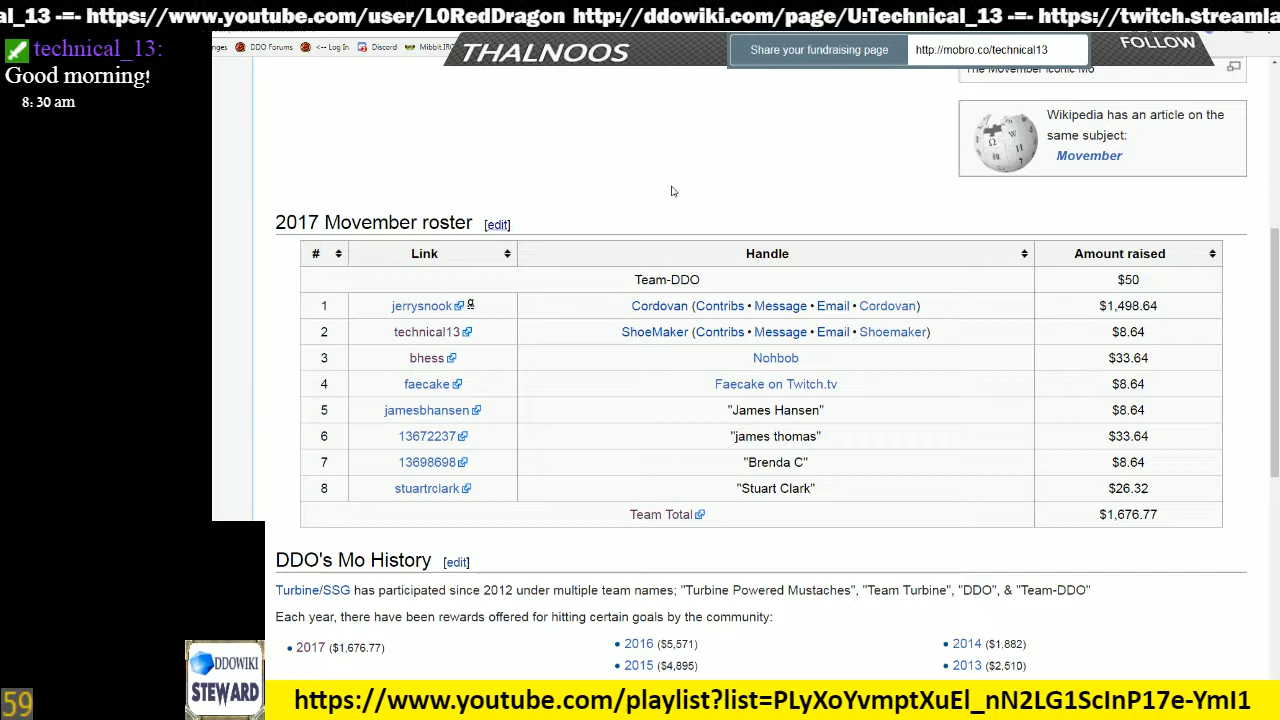 al_13 -=- https://www.youtube.com/user/L0RedDragon http://ddowiki.com/page/U:Technical_13 -=- https://twitch.streamla
technical_13:
Good morning!
8:30 am
nges DDO Forums <-- Log In Discord Mibbit IRC
THALNOOS
Share your fundraising page http://mobro.co/technical13
FOLLOW
The Movember iconic Mo
Wikipedia has an article on the
same subject:
Movember
2017 Movember roster [edit]
# Link Handle Amount raised
Team-DDO $50
1 jerrysnook Cordovan (Contribs • Message • Email • Cordovan) $1,498.64
2 technical13 ShoeMaker (Contribs • Message • Email • Shoemaker) $8.64
3 bhess Nohbob $33.64
4 faecake Faecake on Twitch.tv $8.64
5 jamesbhansen "James Hansen" $8.64
6 13672237 "james thomas" $33.64
7 13698698 "Brenda C" $8.64
8 stuartrclark "Stuart Clark" $26.32
Team Total $1,676.77
DDO's Mo History [edit]
Turbine/SSG has participated since 2012 under multiple team names; "Turbine Powered Mustaches", "Team Turbine", "DDO", & "Team-DDO"
Each year, there have been rewards offered for hitting certain goals by the community:
• 2017 ($1,676.77) • 2016 ($5,571) • 2014 ($1,882)
• 2015 ($4,895) • 2013 ($2,510)
DDOWIKI
STEWARD
59
https://www.youtube.com/playlist?list=PLyXoYvmptXuEl_nN2LG1ScInP17e-YmI1